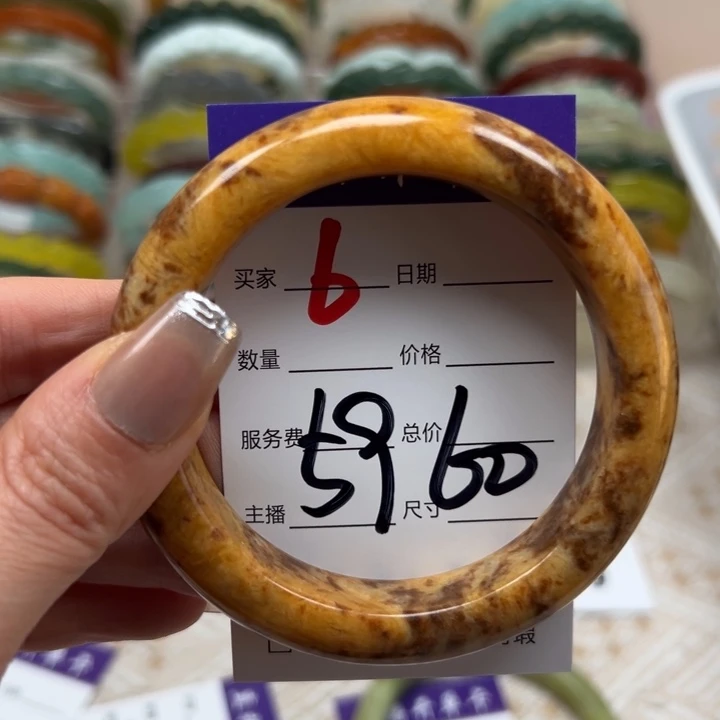 买家 6 日期
数量 价格
服务费 总价
59 60
主播 尺寸
瑕